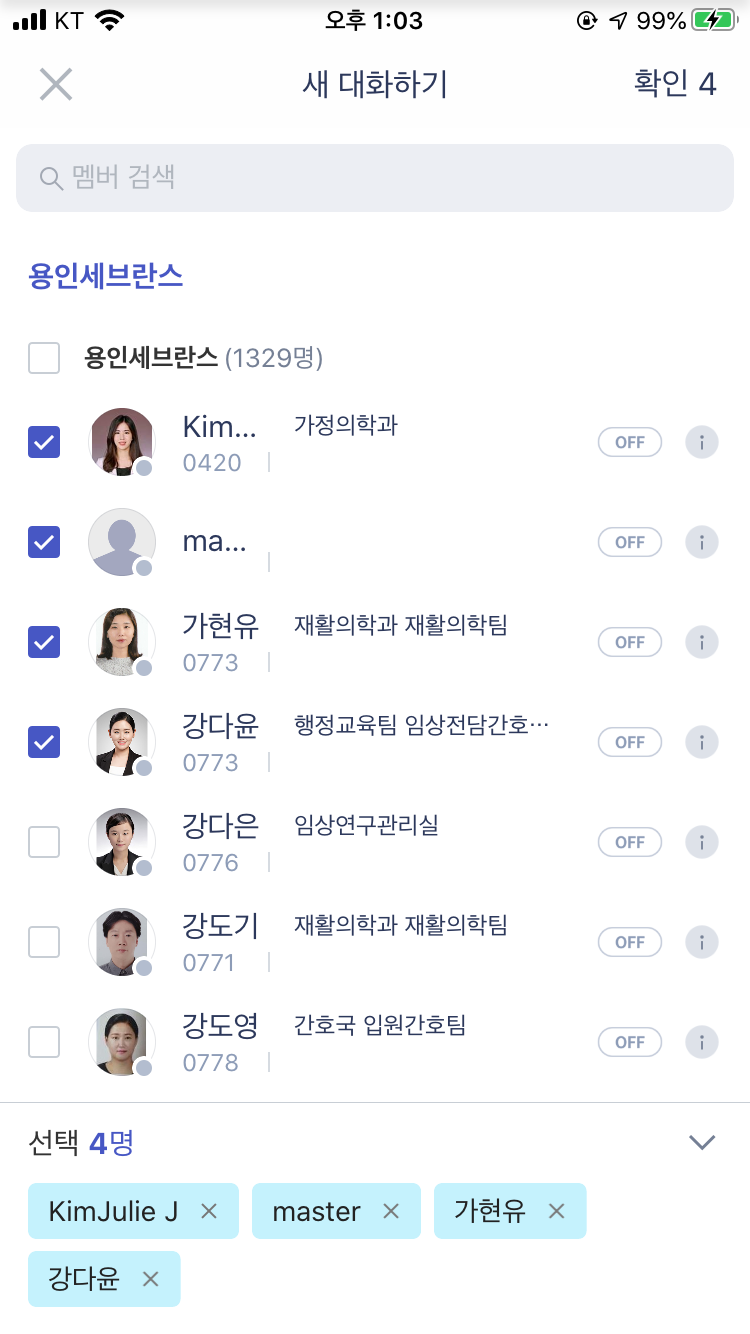 KT 오후 1:03 99%
새 대화하기 확인 4
멤버 검색
용인세브란스
용인세브란스 (1329명)
Kim... 가정의학과 OFF
0420
ma... OFF
가현유 재활의학과 재활의학팀 OFF
0773
강다윤 행정교육팀 임상전담간호… OFF
0773
강다은 임상연구관리실 OFF
0776
강도기 재활의학과 재활의학팀 OFF
0771
강도영 간호국 입원간호팀 OFF
0778
선택 4명
KimJulie J master 가현유
강다윤